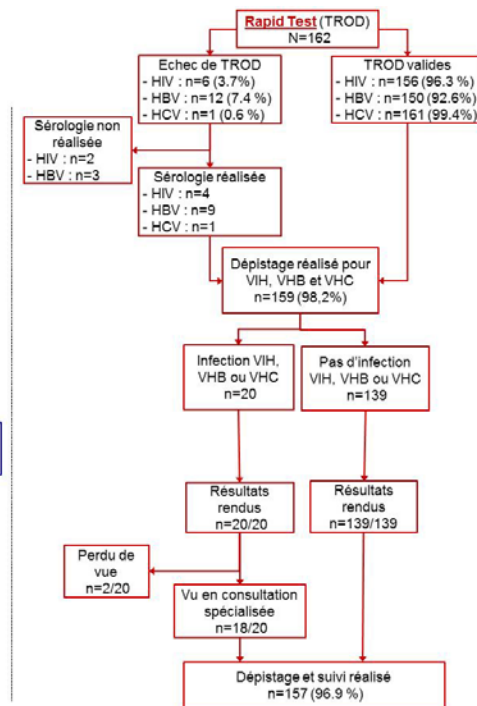 Rapid Test (TROD)
N=162
Echec de TROD
- HIV : n=6 (3.7%)
- HBV : n=12 (7.4 %)
- HCV : n=1 (0.6 %)
TROD valides
- HIV : n=156 (96.3 %)
- HBV : n=150 (92.6%)
- HCV : n=161 (99.4%)
Sérologie non
réalisée
- HIV : n=2
- HBV : n=3
Sérologie réalisée
- HIV : n=4
- HBV : n=9
- HCV : n=1
Dépistage réalisé pour
VIH, VHB et VHC
n=159 (98,2%)
Infection VIH,
VHB ou VHC
n=20
Pas d'infection
VIH, VHB ou VHC
n=139
Résultats
rendus
20/20
Résultats
rendus
n=139/139
Perdu de
vue
n=2/20
Vu en consultation
spécialisée
n=18/20
Dépistage et suivi réalisé
n=157 (96.9 %)